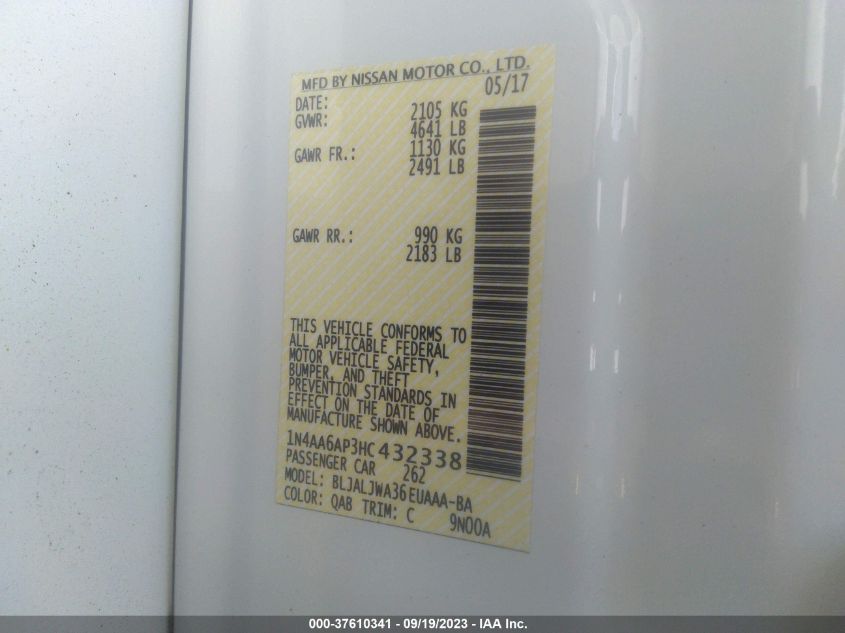 MFD BY NISSAN MOTOR CO., LTD.
DATE: 05/17
GVWR: 2105 KG
4641 LB
GAWR FR.: 1130 KG
2491 LB
GAWR RR.: 990 KG
2183 LB
THIS VEHICLE CONFORMS TO
ALL APPLICABLE FEDERAL
MOTOR VEHICLE SAFETY,
BUMPER, AND THEFT
PREVENTION STANDARDS IN
EFFECT ON THE DATE OF
MANUFACTURE SHOWN ABOVE.
1N4AA6AP3HC432338
PASSENGER CAR 262
MODEL: BLJALJWA36EUAAA-BA
COLOR: QAB TRIM: C 9N00A
000-37610341 - 09/19/2023 - IAA Inc.